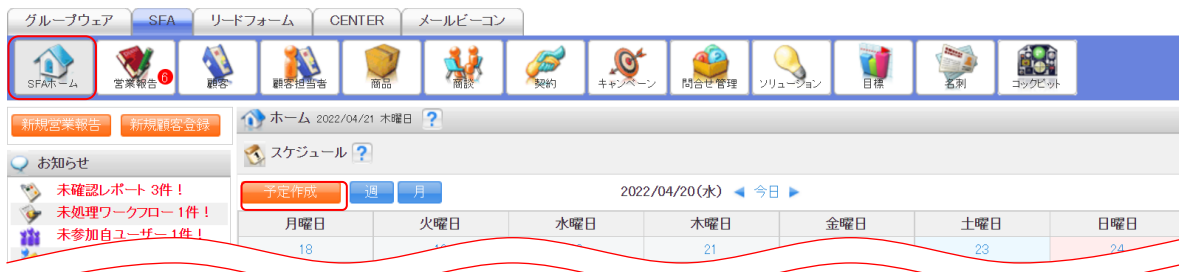 グループウェア SFA リードフォーム CENTER メールビーコン
SFAホーム 営業報告 6 顧客 顧客担当者 商品 商談 契約 キャンペーン 問合せ管理 ソリューション 目標 名刺 コックピット
新規営業報告 新規顧客登録
ホーム 2022/04/21 木曜日 ?
お知らせ
スケジュール ?
未確認レポート 3件！
予定作成 週 月 2022/04/20(水) 今日
未処理ワークフロー 1件！
月曜日 火曜日 水曜日 木曜日 金曜日 土曜日 日曜日
未参加自ユーザー 1件！
18 21 23 24